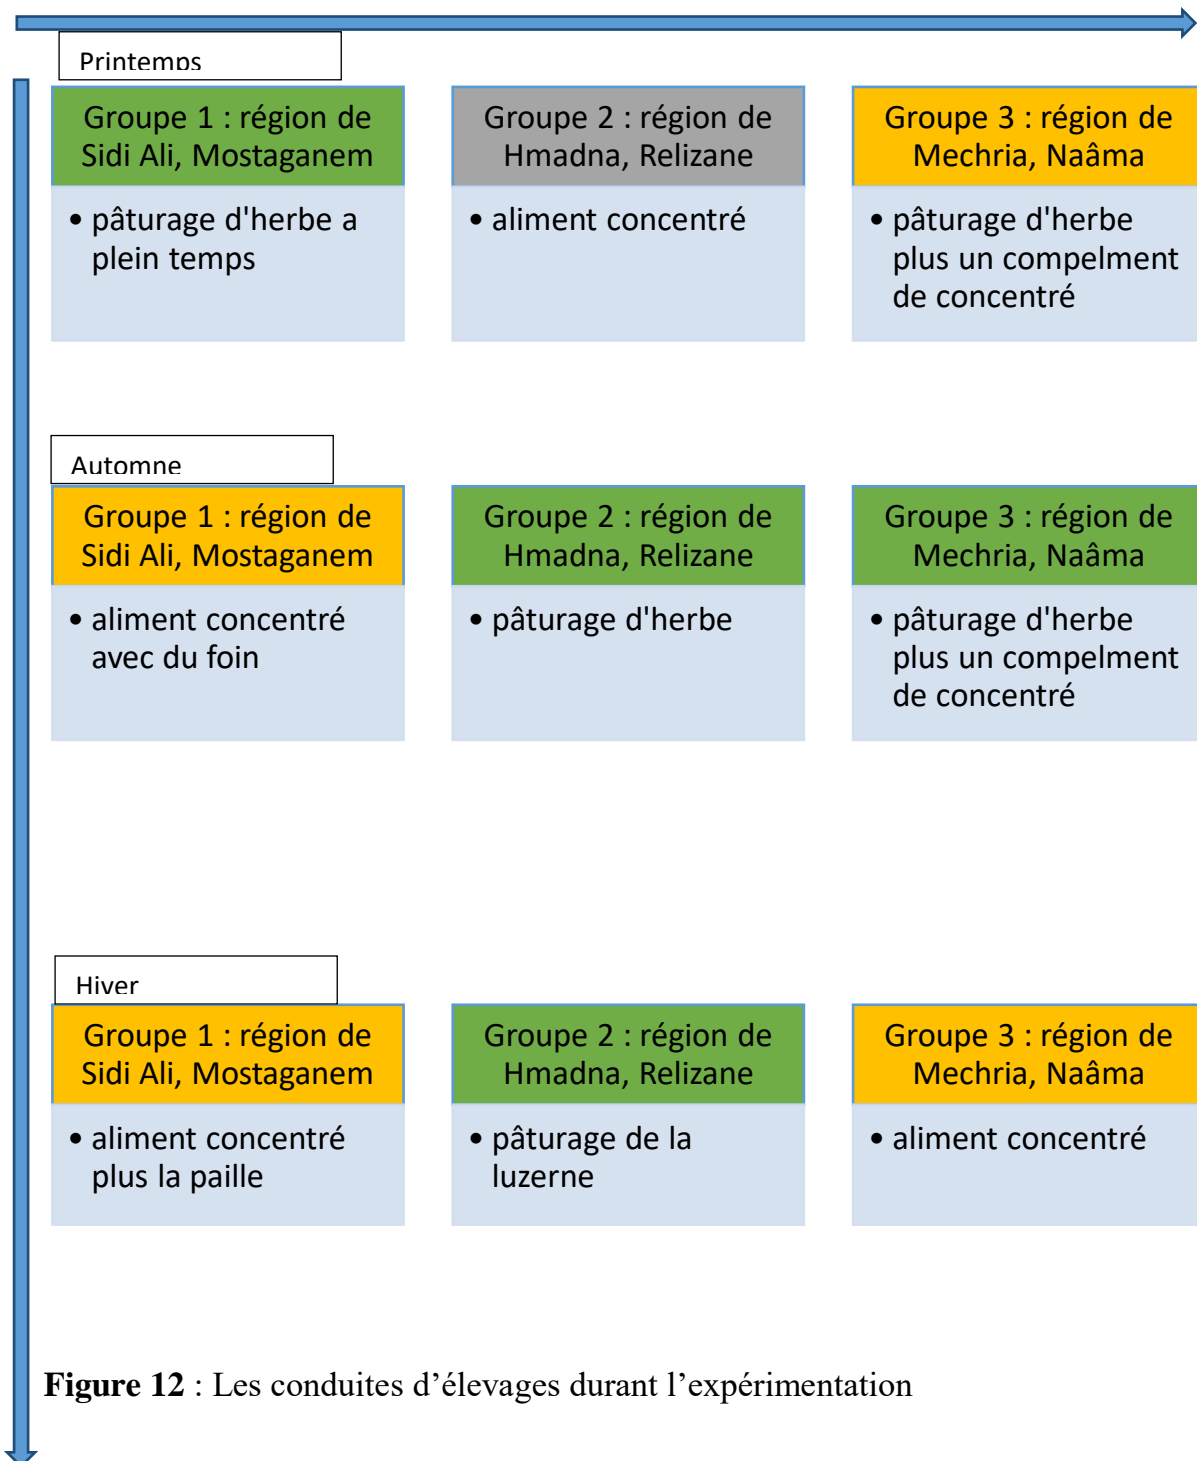 Printemps
Groupe 1 : région de
Sidi Ali, Mostaganem
• pâturage d'herbe a
plein temps
Groupe 2 : région de
Hmadna, Relizane
• aliment concentré
Groupe 3 : région de
Mechria, Naâma
• pâturage d'herbe
plus un compelment
de concentré
Automne
Groupe 1 : région de
Sidi Ali, Mostaganem
• aliment concentré
avec du foin
Groupe 2 : région de
Hmadna, Relizane
• pâturage d'herbe
Groupe 3 : région de
Mechria, Naâma
• pâturage d'herbe
plus un compelment
de concentré
Hiver
Groupe 1 : région de
Sidi Ali, Mostaganem
• aliment concentré
plus la paille
Groupe 2 : région de
Hmadna, Relizane
• pâturage de la
luzerne
Groupe 3 : région de
Mechria, Naâma
• aliment concentré
Figure 12 : Les conduites d’élevages durant l’expérimentation